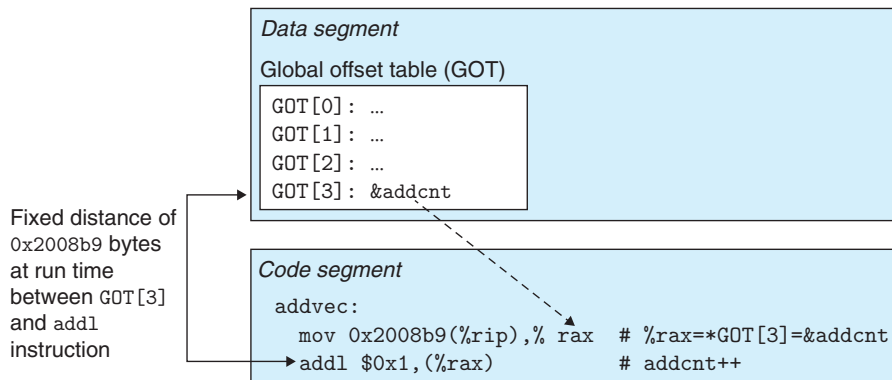 Data segment
Global offset table (GOT)
GOT[0]: …
GOT[1]: …
GOT[2]: …
GOT[3]: &addcnt
Fixed distance of
0x2008b9 bytes
at run time
between GOT[3]
and addl
instruction
Code segment
addvec:
mov 0x2008b9(%rip),% rax # %rax=*GOT[3]=&addcnt
addl $0x1,(%rax) # addcnt++